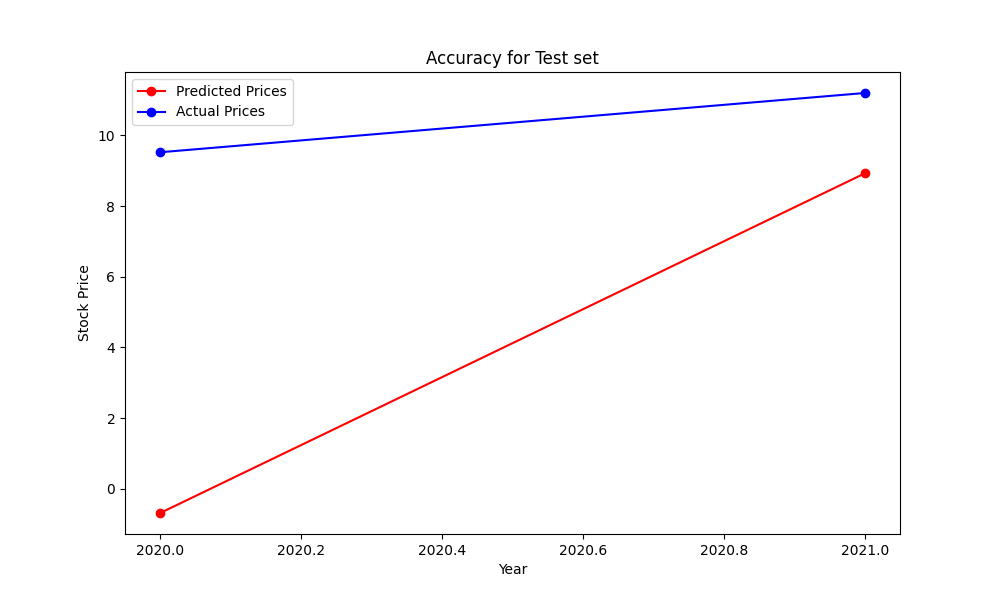 Accuracy for Test set
Predicted Prices
Actual Prices
10
8
6
4
2
0
Stock Price
2020.0 2020.2 2020.4 2020.6 2020.8 2021.0
Year